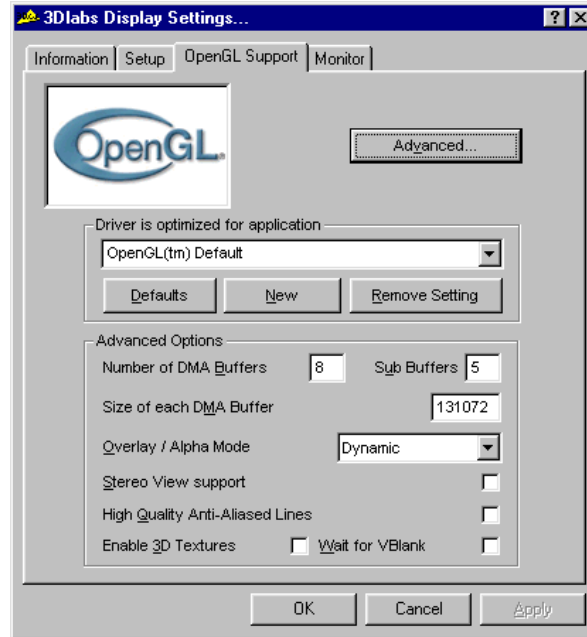 3Dlabs Display Settings...
Information Setup OpenGL Support Monitor
OpenGL.
Advanced...
Driver is optimized for application
OpenGL(tm) Default
Defaults New Remove Setting
Advanced Options
Number of DMA Buffers 8 Sub Buffers 5
Size of each DMA Buffer 131072
Overlay / Alpha Mode Dynamic
Stereo View support
High Quality Anti-Aliased Lines
Enable 3D Textures Wait for VBlank
OK Cancel Apply